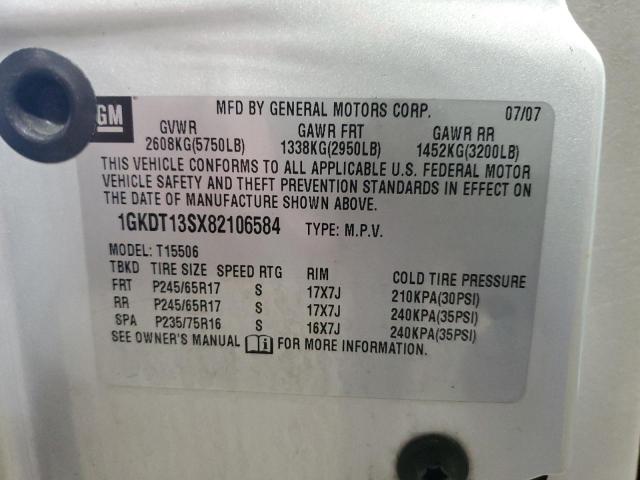 GM
MFD BY GENERAL MOTORS CORP. 07/07
GVWR GAWR FRT GAWR RR
2608KG(5750LB) 1338KG(2950LB) 1452KG(3200LB)
THIS VEHICLE CONFORMS TO ALL APPLICABLE U.S. FEDERAL MOTOR
VEHICLE SAFETY AND THEFT PREVENTION STANDARDS IN EFFECT ON
THE DATE OF MANUFACTURE SHOWN ABOVE.
1GKDT13SX82106584 TYPE: M.P.V.
MODEL: T15506
TBKD TIRE SIZE SPEED RTG RIM COLD TIRE PRESSURE
FRT P245/65R17 S 17X7J 210KPA(30PSI)
RR P245/65R17 S 17X7J 240KPA(35PSI)
SPA P235/75R16 S 16X7J 240KPA(35PSI)
SEE OWNER'S MANUAL FOR MORE INFORMATION.